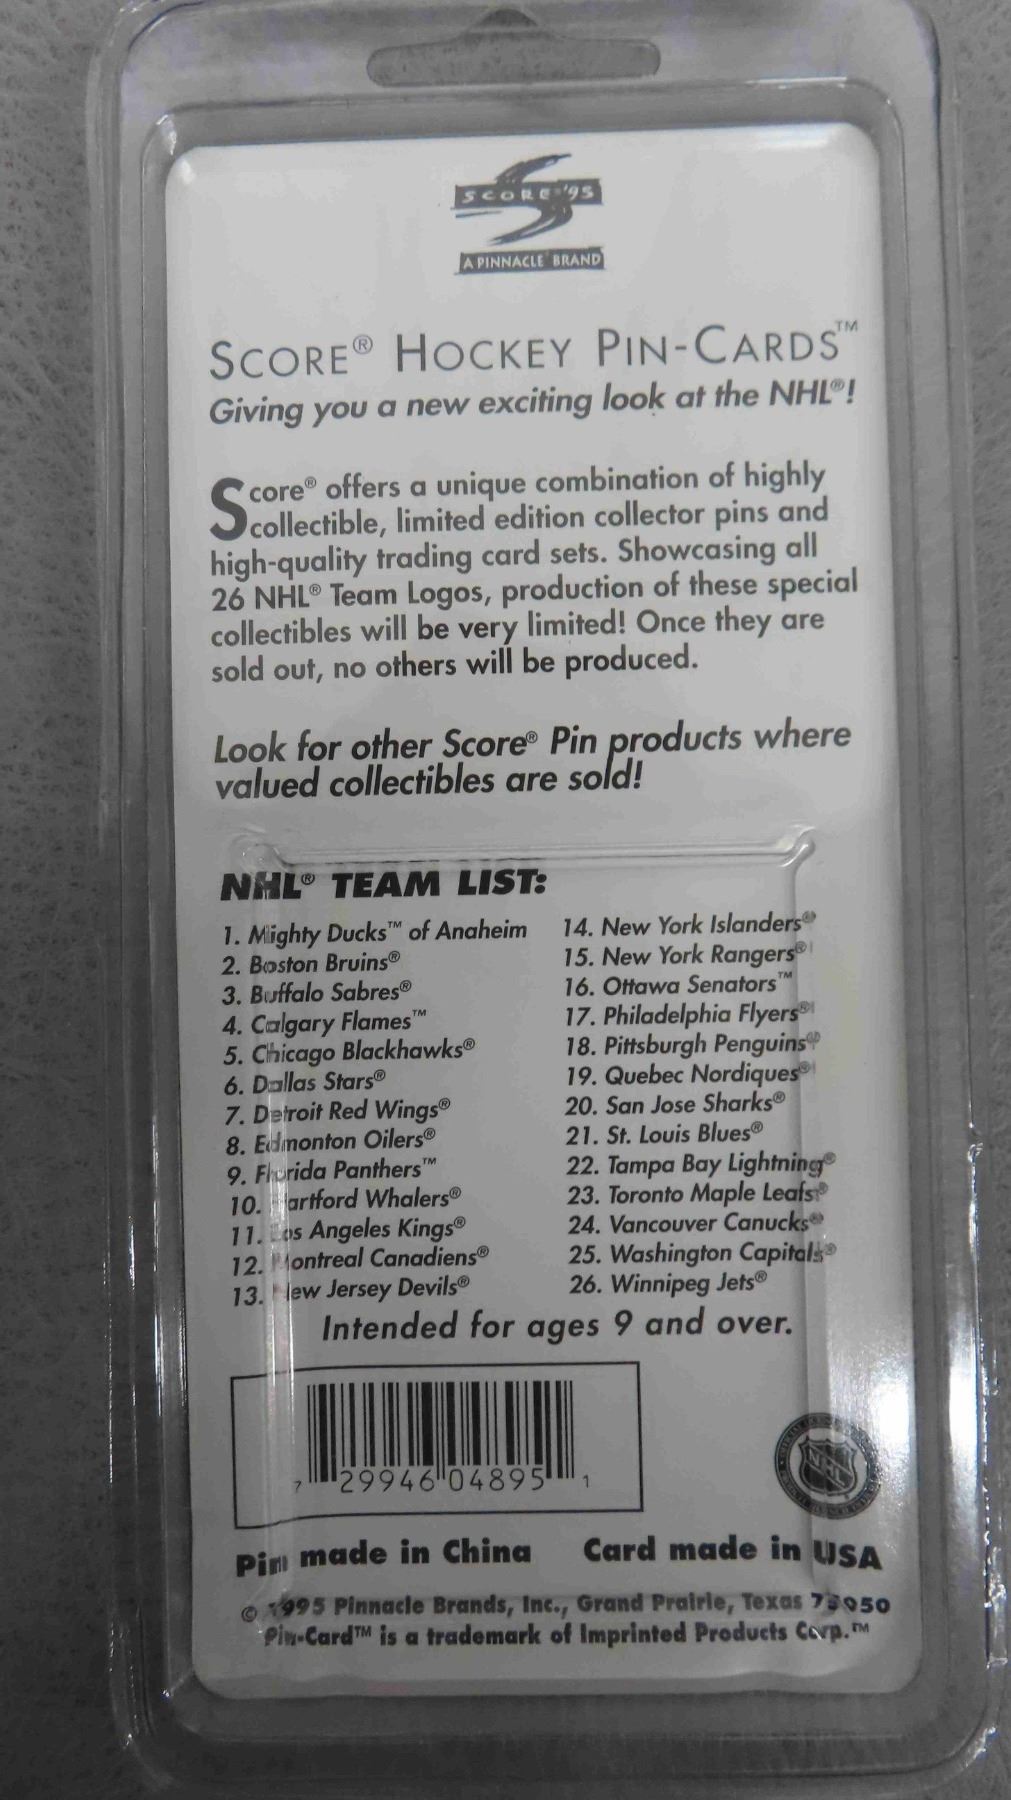 SCORE '95
A PINNACLE BRAND
SCORE® HOCKEY PIN-CARDS™
Giving you a new exciting look at the NHL®!
Score® offers a unique combination of highly
collectible, limited edition collector pins and
high-quality trading card sets. Showcasing all
26 NHL® Team Logos, production of these special
collectibles will be very limited! Once they are
sold out, no others will be produced.
Look for other Score® Pin products where
valued collectibles are sold!
NHL® TEAM LIST:
1. Mighty Ducks™ of Anaheim
2. Boston Bruins®
3. Buffalo Sabres®
4. Calgary Flames™
5. Chicago Blackhawks®
6. Dallas Stars®
7. Detroit Red Wings®
8. Edmonton Oilers®
9. Florida Panthers™
10. Hartford Whalers®
11. Los Angeles Kings®
12. Montreal Canadiens®
13. New Jersey Devils®
14. New York Islanders®
15. New York Rangers®
16. Ottawa Senators™
17. Philadelphia Flyers®
18. Pittsburgh Penguins®
19. Quebec Nordiques®
20. San Jose Sharks®
21. St. Louis Blues®
22. Tampa Bay Lightning®
23. Toronto Maple Leafs®
24. Vancouver Canucks®
25. Washington Capitals®
26. Winnipeg Jets®
Intended for ages 9 and over.
7 29946 04895 1
NHL
Pin made in China Card made in USA
© 1995 Pinnacle Brands, Inc., Grand Prairie, Texas 75050
Pin-Card™ is a trademark of Imprinted Products Corp.™